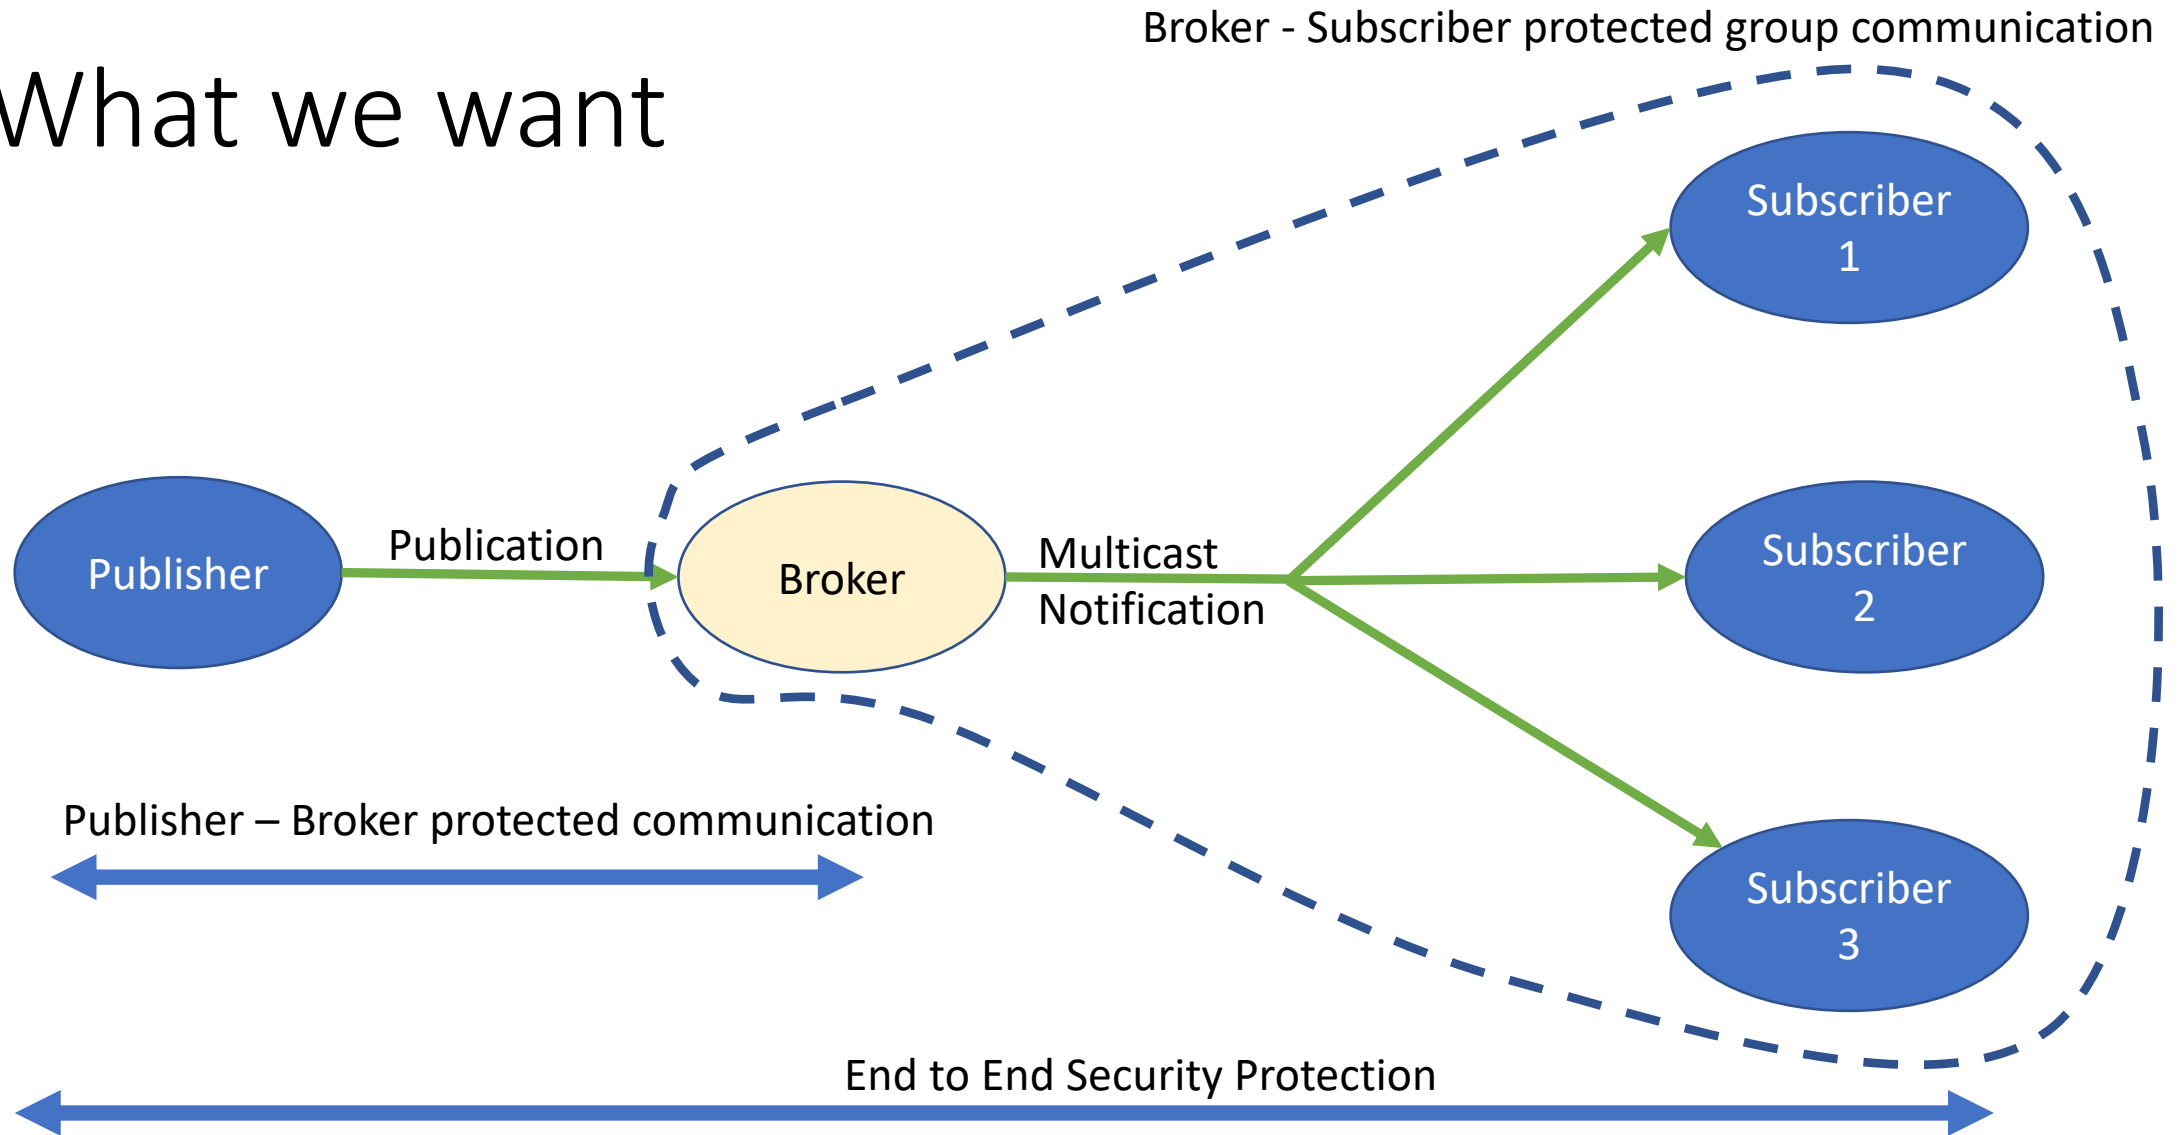 Broker - Subscriber protected group communication
What we want
Subscriber
1
Publication
Publisher
Broker
Multicast
Notification
Subscriber
2
Publisher – Broker protected communication
Subscriber
3
End to End Security Protection